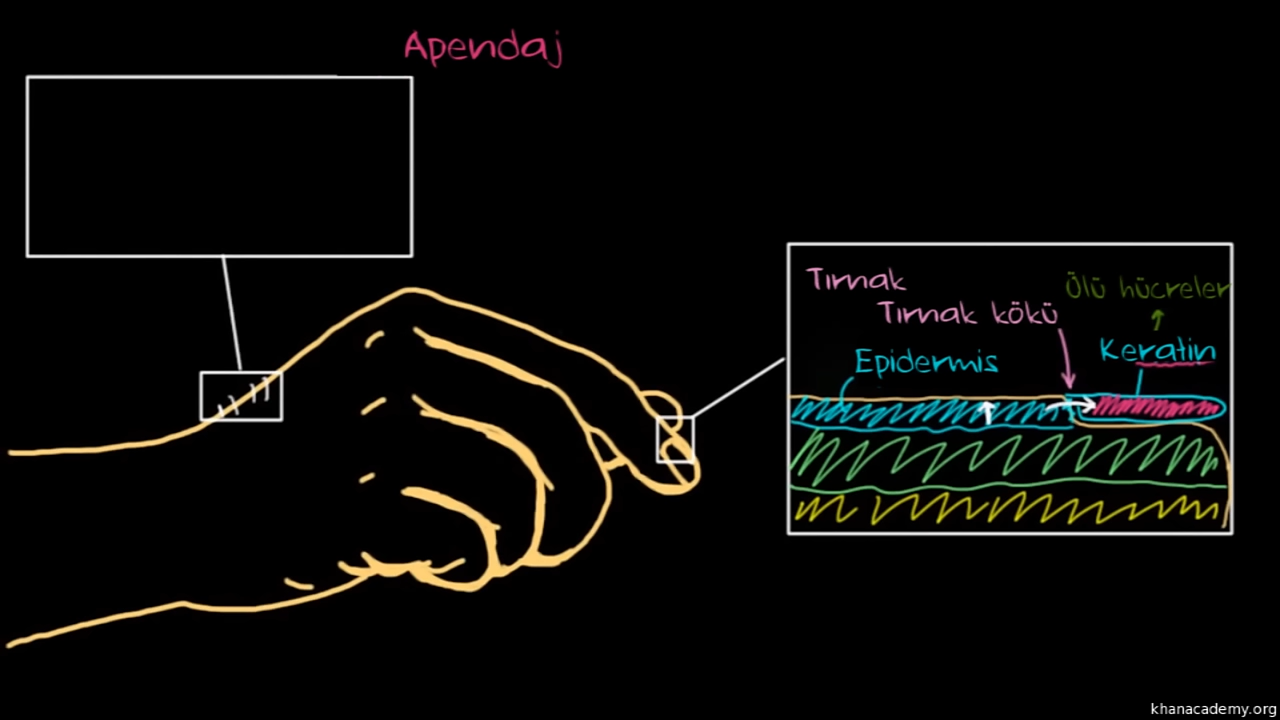 Apendaj
Tırnak
Ölü hücreler
Tırnak kökü
Keratin
Epidermis
khanacademy.org